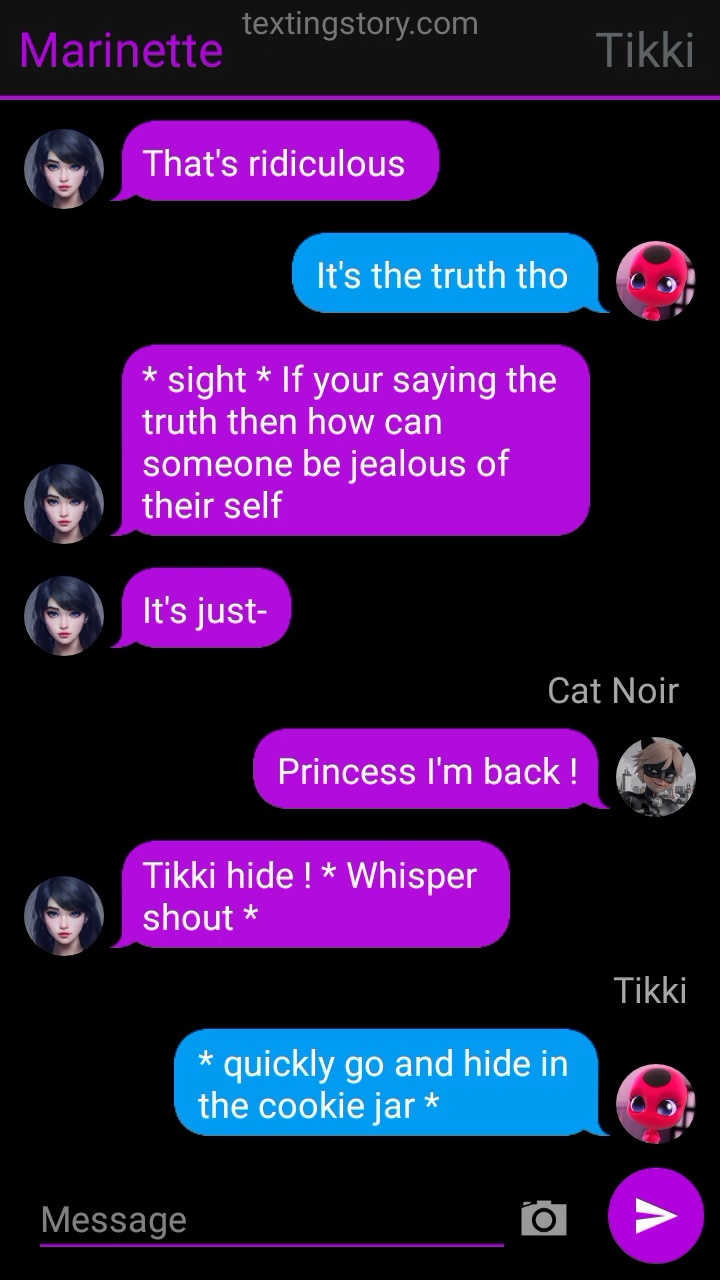 textingstory.com
Marinette
Tikki
That's ridiculous
It's the truth tho
* sight * If your saying the
truth then how can
someone be jealous of
their self
It's just-
Cat Noir
Princess I'm back !
Tikki hide ! * Whisper
shout *
Tikki
* quickly go and hide in
the cookie jar *
Message